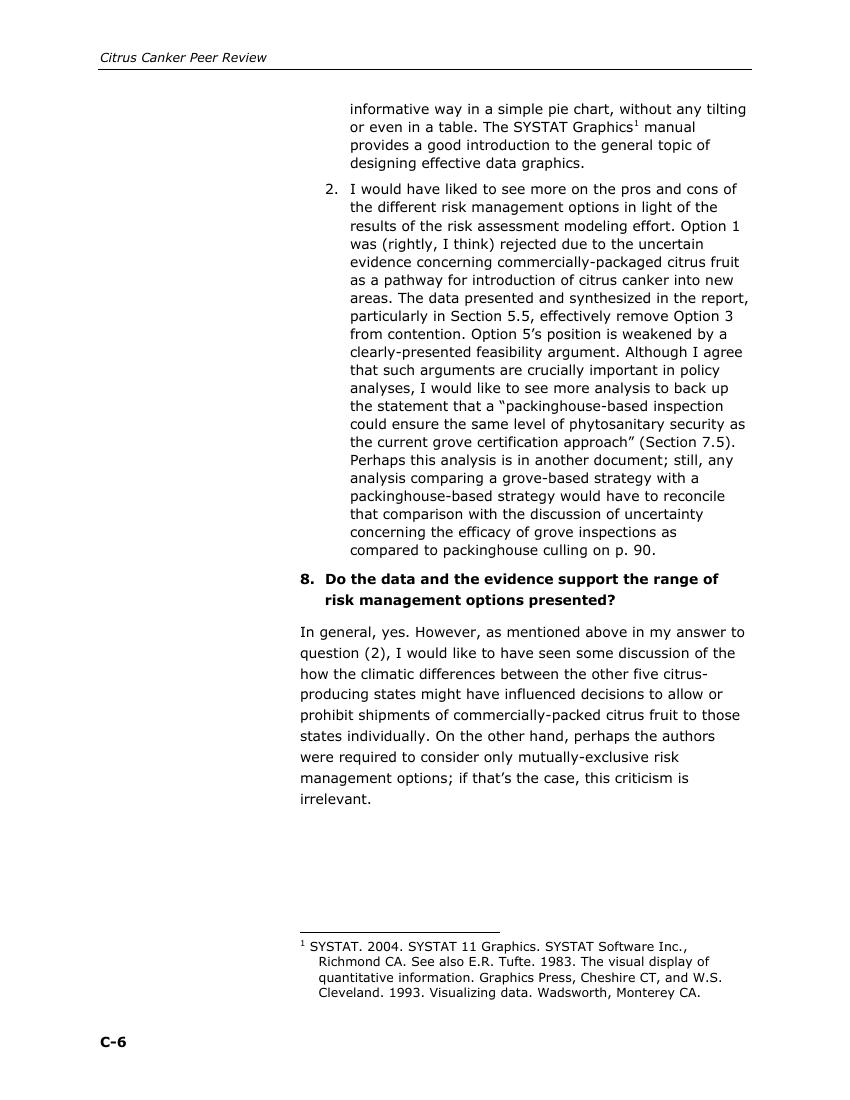 Citrus Canker Peer Review
informative way in a simple pie chart, without any tilting
or even in a table. The SYSTAT Graphics1 manual
provides a good introduction to the general topic of
designing effective data graphics.
2. I would have liked to see more on the pros and cons of
the different risk management options in light of the
results of the risk assessment modeling effort. Option 1
was (rightly, I think) rejected due to the uncertain
evidence concerning commercially-packaged citrus fruit
as a pathway for introduction of citrus canker into new
areas. The data presented and synthesized in the report,
particularly in Section 5.5, effectively remove Option 3
from contention. Option 5’s position is weakened by a
clearly-presented feasibility argument. Although I agree
that such arguments are crucially important in policy
analyses, I would like to see more analysis to back up
the statement that a “packinghouse-based inspection
could ensure the same level of phytosanitary security as
the current grove certification approach” (Section 7.5).
Perhaps this analysis is in another document; still, any
analysis comparing a grove-based strategy with a
packinghouse-based strategy would have to reconcile
that comparison with the discussion of uncertainty
concerning the efficacy of grove inspections as
compared to packinghouse culling on p. 90.
8. Do the data and the evidence support the range of
risk management options presented?
In general, yes. However, as mentioned above in my answer to
question (2), I would like to have seen some discussion of the
how the climatic differences between the other five citrus-
producing states might have influenced decisions to allow or
prohibit shipments of commercially-packed citrus fruit to those
states individually. On the other hand, perhaps the authors
were required to consider only mutually-exclusive risk
management options; if that’s the case, this criticism is
irrelevant.
1 SYSTAT. 2004. SYSTAT 11 Graphics. SYSTAT Software Inc.,
Richmond CA. See also E.R. Tufte. 1983. The visual display of
quantitative information. Graphics Press, Cheshire CT, and W.S.
Cleveland. 1993. Visualizing data. Wadsworth, Monterey CA.
C-6